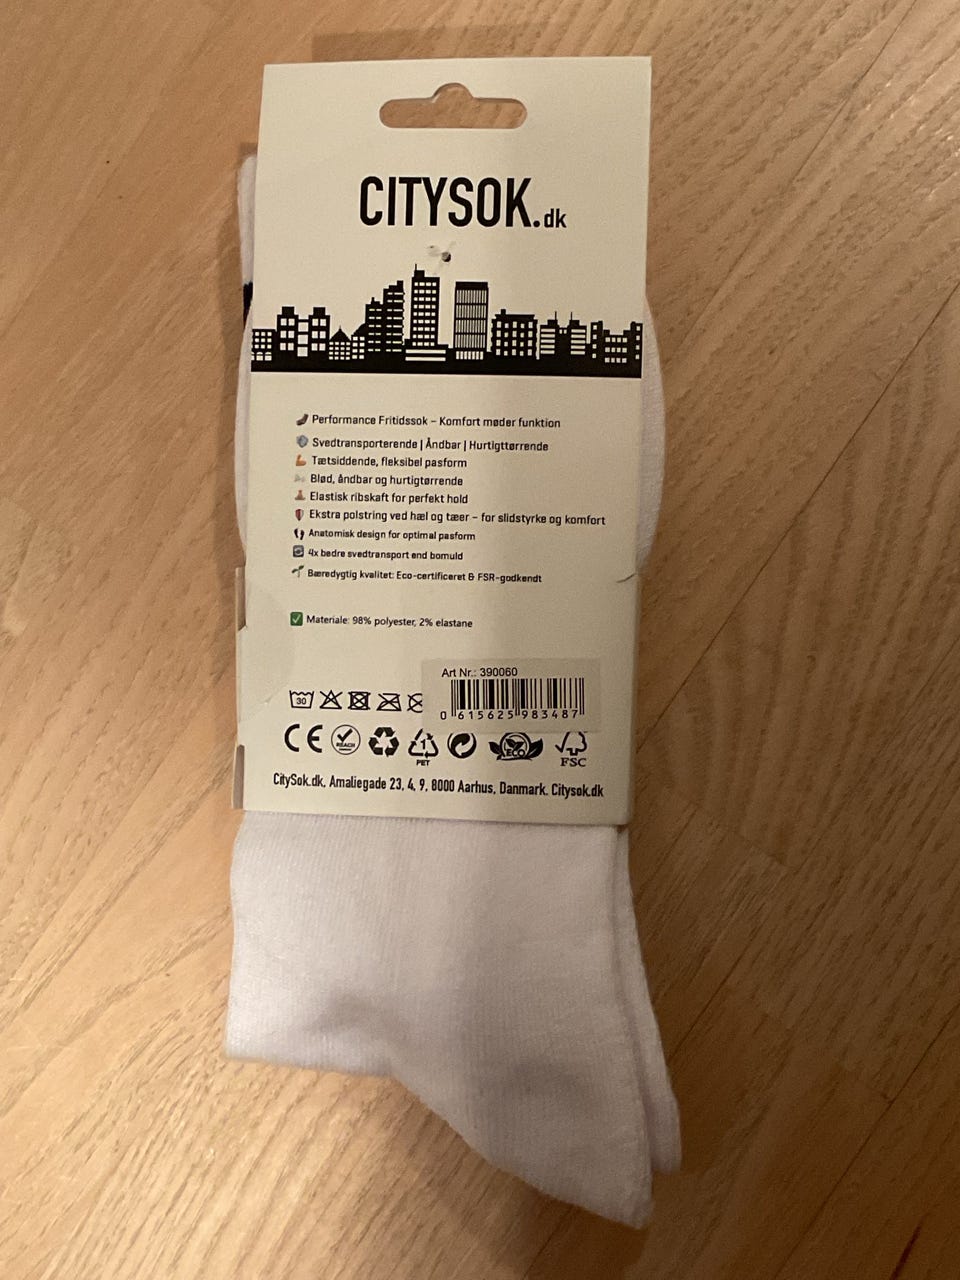 CITYSOK.dk
Performance Fritidssok – Komfort møder funktion
Svedtransporterende | Åndbar | Hurtigttørrende
Tætsiddende, fleksibel pasform
Blød, åndbar og hurtigtørrende
Elastisk ribskaft for perfekt hold
Ekstra polstring ved hæl og tæer – for slidstyrke og komfort
Anatomisk design for optimal pasform
4x bedre svedtransport end bomuld
Bæredygtig kvalitet: Eco-certificeret & FSR-godkendt
Materiale: 98% polyester, 2% elastane
Art Nr.: 390060
0 615625 983487
30
CE REACH 1 PET ECO FSC
CitySok.dk, Amaliegade 23, 4, 9, 8000 Aarhus, Danmark. Citysok.dk